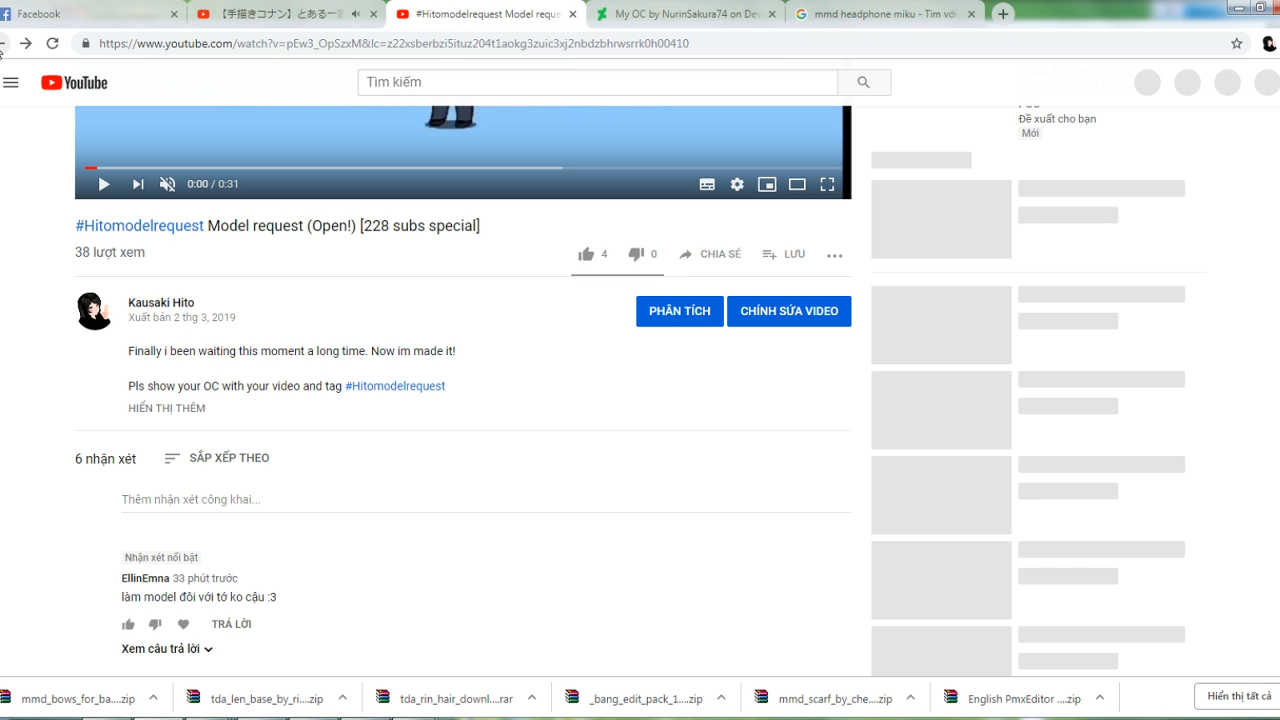 Facebook
【手描きコナン】とある一
#Hitomodelrequest Model reque
My OC by NurinSakura74 on De
mmd headphone miku - Tìm với
https://www.youtube.com/watch?v=pEw3_OpSzxM&lc=
YouTube
Tìm kiếm
Đề xuất cho bạn
Mới
0:00 / 0:31
#Hitomodelrequest Model request (Open!) [228 subs special]
38 lượt xem
4 0 CHIA SẺ LƯU
Kausaki Hito
Xuất bản 2 thg 3, 2019
PHÂN TÍCH CHỈNH SỬA VIDEO
Finally i been waiting this moment a long time. Now im made it!
Pls show your OC with your video and tag #Hitomodelrequest
HIỂN THỊ THÊM
6 nhận xét SẮP XẾP THEO
Thêm nhận xét công khai...
Nhận xét nổi bật
EllinEmna 33 phút trước
làm model đôi với tớ ko cậu :3
TRẢ LỜI
Xem câu trả lời
mmd_bows_for_ba....zip
tda_len_base_by_ri....zip
tda_rin_hair_downl....rar
_bang_edit_pack_1....zip
mmd_scarf_by_che....zip
English PmxEditor ....zip
Hiển thị tất cả